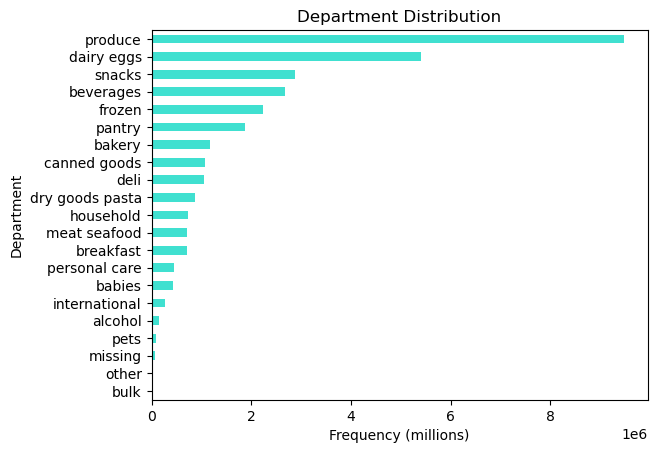 Department Distribution
produce
dairy eggs
snacks
beverages
frozen
pantry
bakery
canned goods
deli
dry goods pasta
household
meat seafood
breakfast
personal care
babies
international
alcohol
pets
missing
other
bulk
Department
0 2 4 6 8
1e6
Frequency (millions)